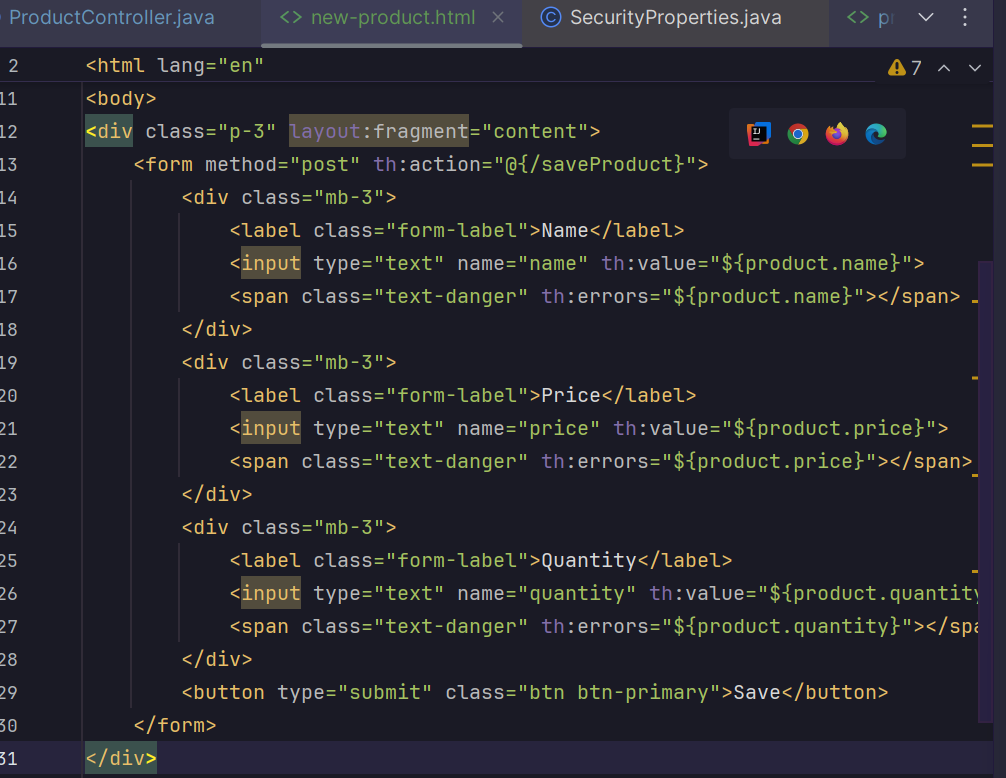 ProductController.java new-product.html SecurityProperties.java
2 <html lang="en" 7
11 <body>
12 <div class="p-3" layout:fragment="content">
13 <form method="post" th:action="@{/saveProduct}">
14 <div class="mb-3">
15 <label class="form-label">Name</label>
16 <input type="text" name="name" th:value="${product.name}">
17 <span class="text-danger" th:errors="${product.name}"></span>
18 </div>
19 <div class="mb-3">
20 <label class="form-label">Price</label>
21 <input type="text" name="price" th:value="${product.price}">
22 <span class="text-danger" th:errors="${product.price}"></span>
23 </div>
24 <div class="mb-3">
25 <label class="form-label">Quantity</label>
26 <input type="text" name="quantity" th:value="${product.quantity
27 <span class="text-danger" th:errors="${product.quantity}"></spa
28 </div>
29 <button type="submit" class="btn btn-primary">Save</button>
30 </form>
31 </div>